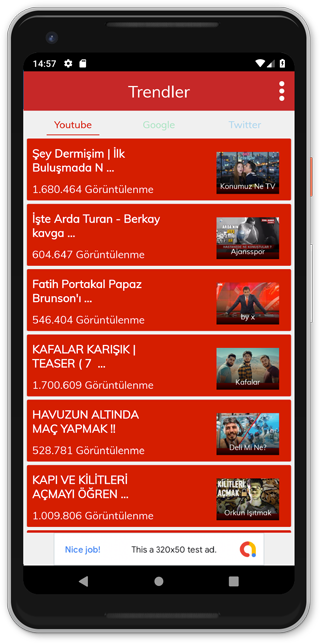 14:57
Trendler
Youtube
Google
Twitter
Şey Dermişim | İlk
Buluşmada N ...
1.680.464 Görüntülenme
Konumuz Ne TV
İşte Arda Turan - Berkay
kavga ...
604.647 Görüntülenme
Ajansspor
Fatih Portakal Papaz
Brunson'ı ...
546.404 Görüntülenme
by x
KAFALAR KARIŞIK |
TEASER ( 7 ...
1.700.609 Görüntülenme
Kafalar
HAVUZUN ALTINDA
MAÇ YAPMAK !!
528.781 Görüntülenme
Deli Mi Ne?
KAPI VE KİLİTLERİ
AÇMAYI ÖĞREN ...
1.009.806 Görüntülenme
KİLİTLERİ
AÇMAK
Orkun Işıtmak
Nice job!
This a 320x50 test ad.